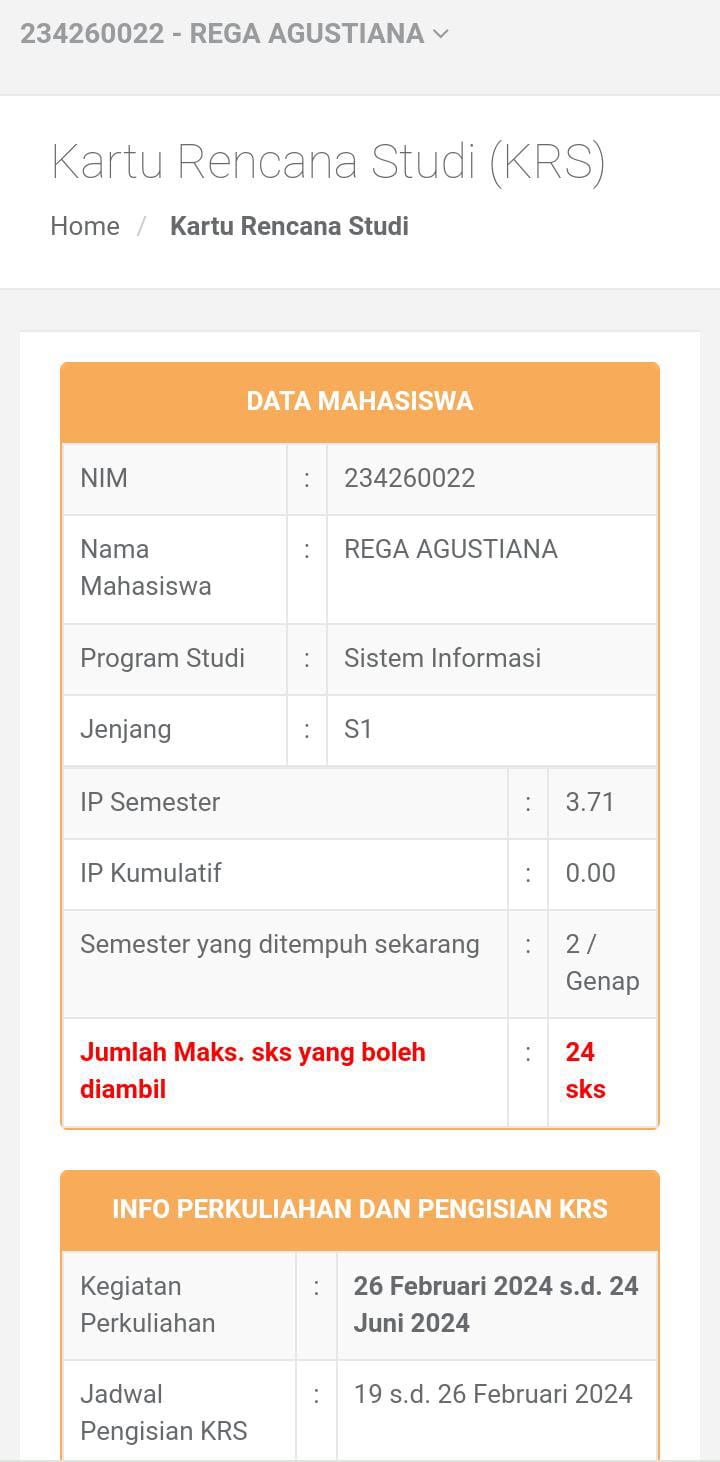 234260022 - REGA AGUSTIANA
Kartu Rencana Studi (KRS)
Home / Kartu Rencana Studi
DATA MAHASISWA
NIM : 234260022
Nama : REGA AGUSTIANA
Mahasiswa
Program Studi : Sistem Informasi
Jenjang : S1
IP Semester : 3.71
IP Kumulatif : 0.00
Semester yang ditempuh sekarang : 2 /
Genap
Jumlah Maks. sks yang boleh : 24
diambil sks
INFO PERKULIAHAN DAN PENGISIAN KRS
Kegiatan : 26 Februari 2024 s.d. 24
Perkuliahan Juni 2024
Jadwal : 19 s.d. 26 Februari 2024
Pengisian KRS